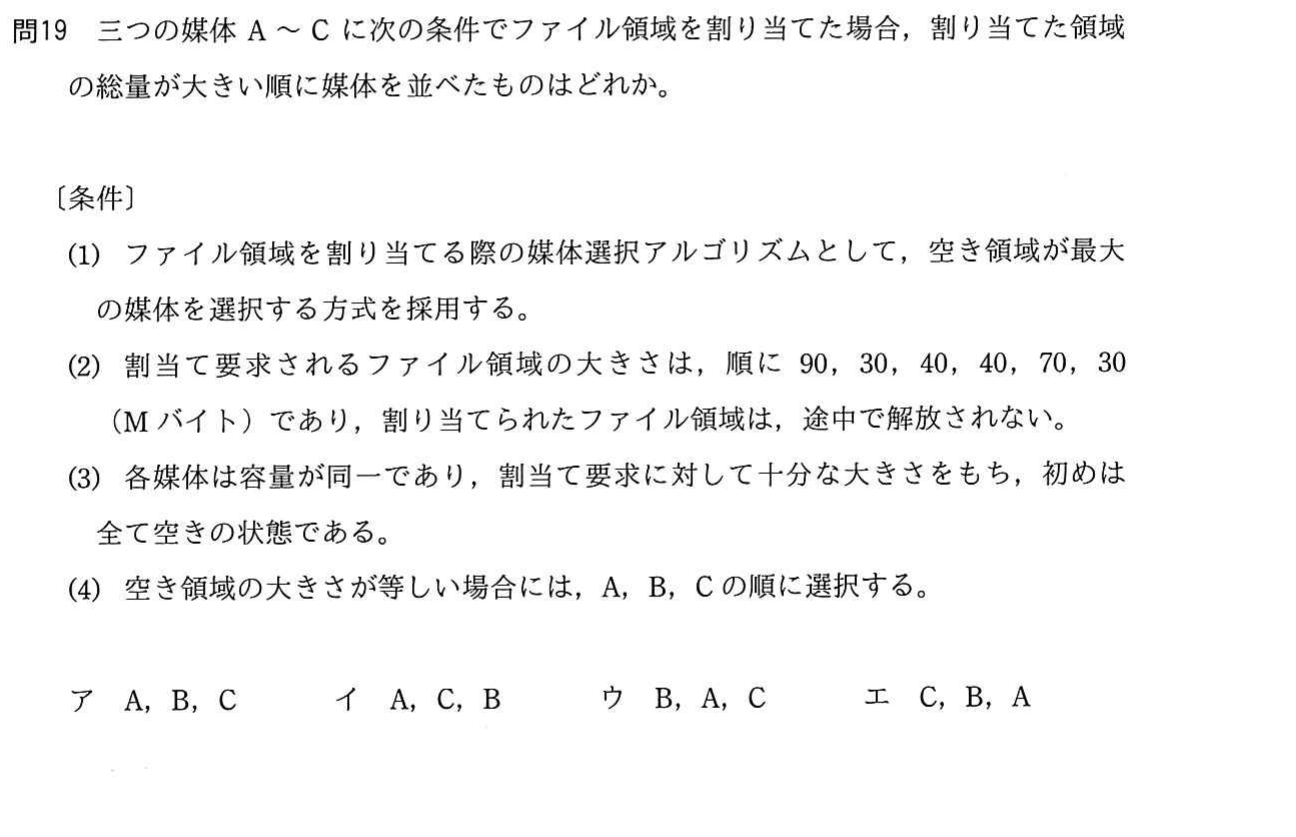 問19　三つの媒体 A ～ C に次の条件でファイル領域を割り当てた場合，割り当てた領域
の総量が大きい順に媒体を並べたものはどれか。
〔条件〕
(1)　ファイル領域を割り当てる際の媒体選択アルゴリズムとして，空き領域が最大
の媒体を選択する方式を採用する。
(2)　割当て要求されるファイル領域の大きさは，順に 90，30，40，40，70，30
（M バイト）であり，割り当てられたファイル領域は，途中で解放されない。
(3)　各媒体は容量が同一であり，割当て要求に対して十分な大きさをもち，初めは
全て空きの状態である。
(4)　空き領域の大きさが等しい場合には，A，B，C の順に選択する。
ア　A，B，C　　イ　A，C，B　　ウ　B，A，C　　エ　C，B，A